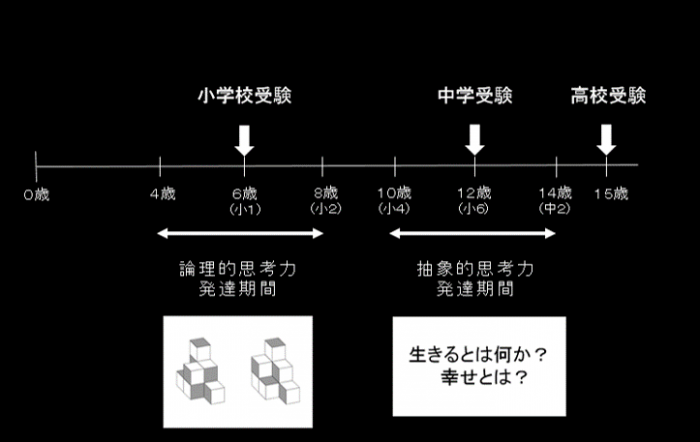 小学校受験 中学受験 高校受験
0歳 4歳 6歳 8歳 10歳 12歳 14歳 15歳
(小1) (小2) (小4) (小6) (中2)
論理的思考力 抽象的思考力
発達期間 発達期間
生きるとは何か？
幸せとは？